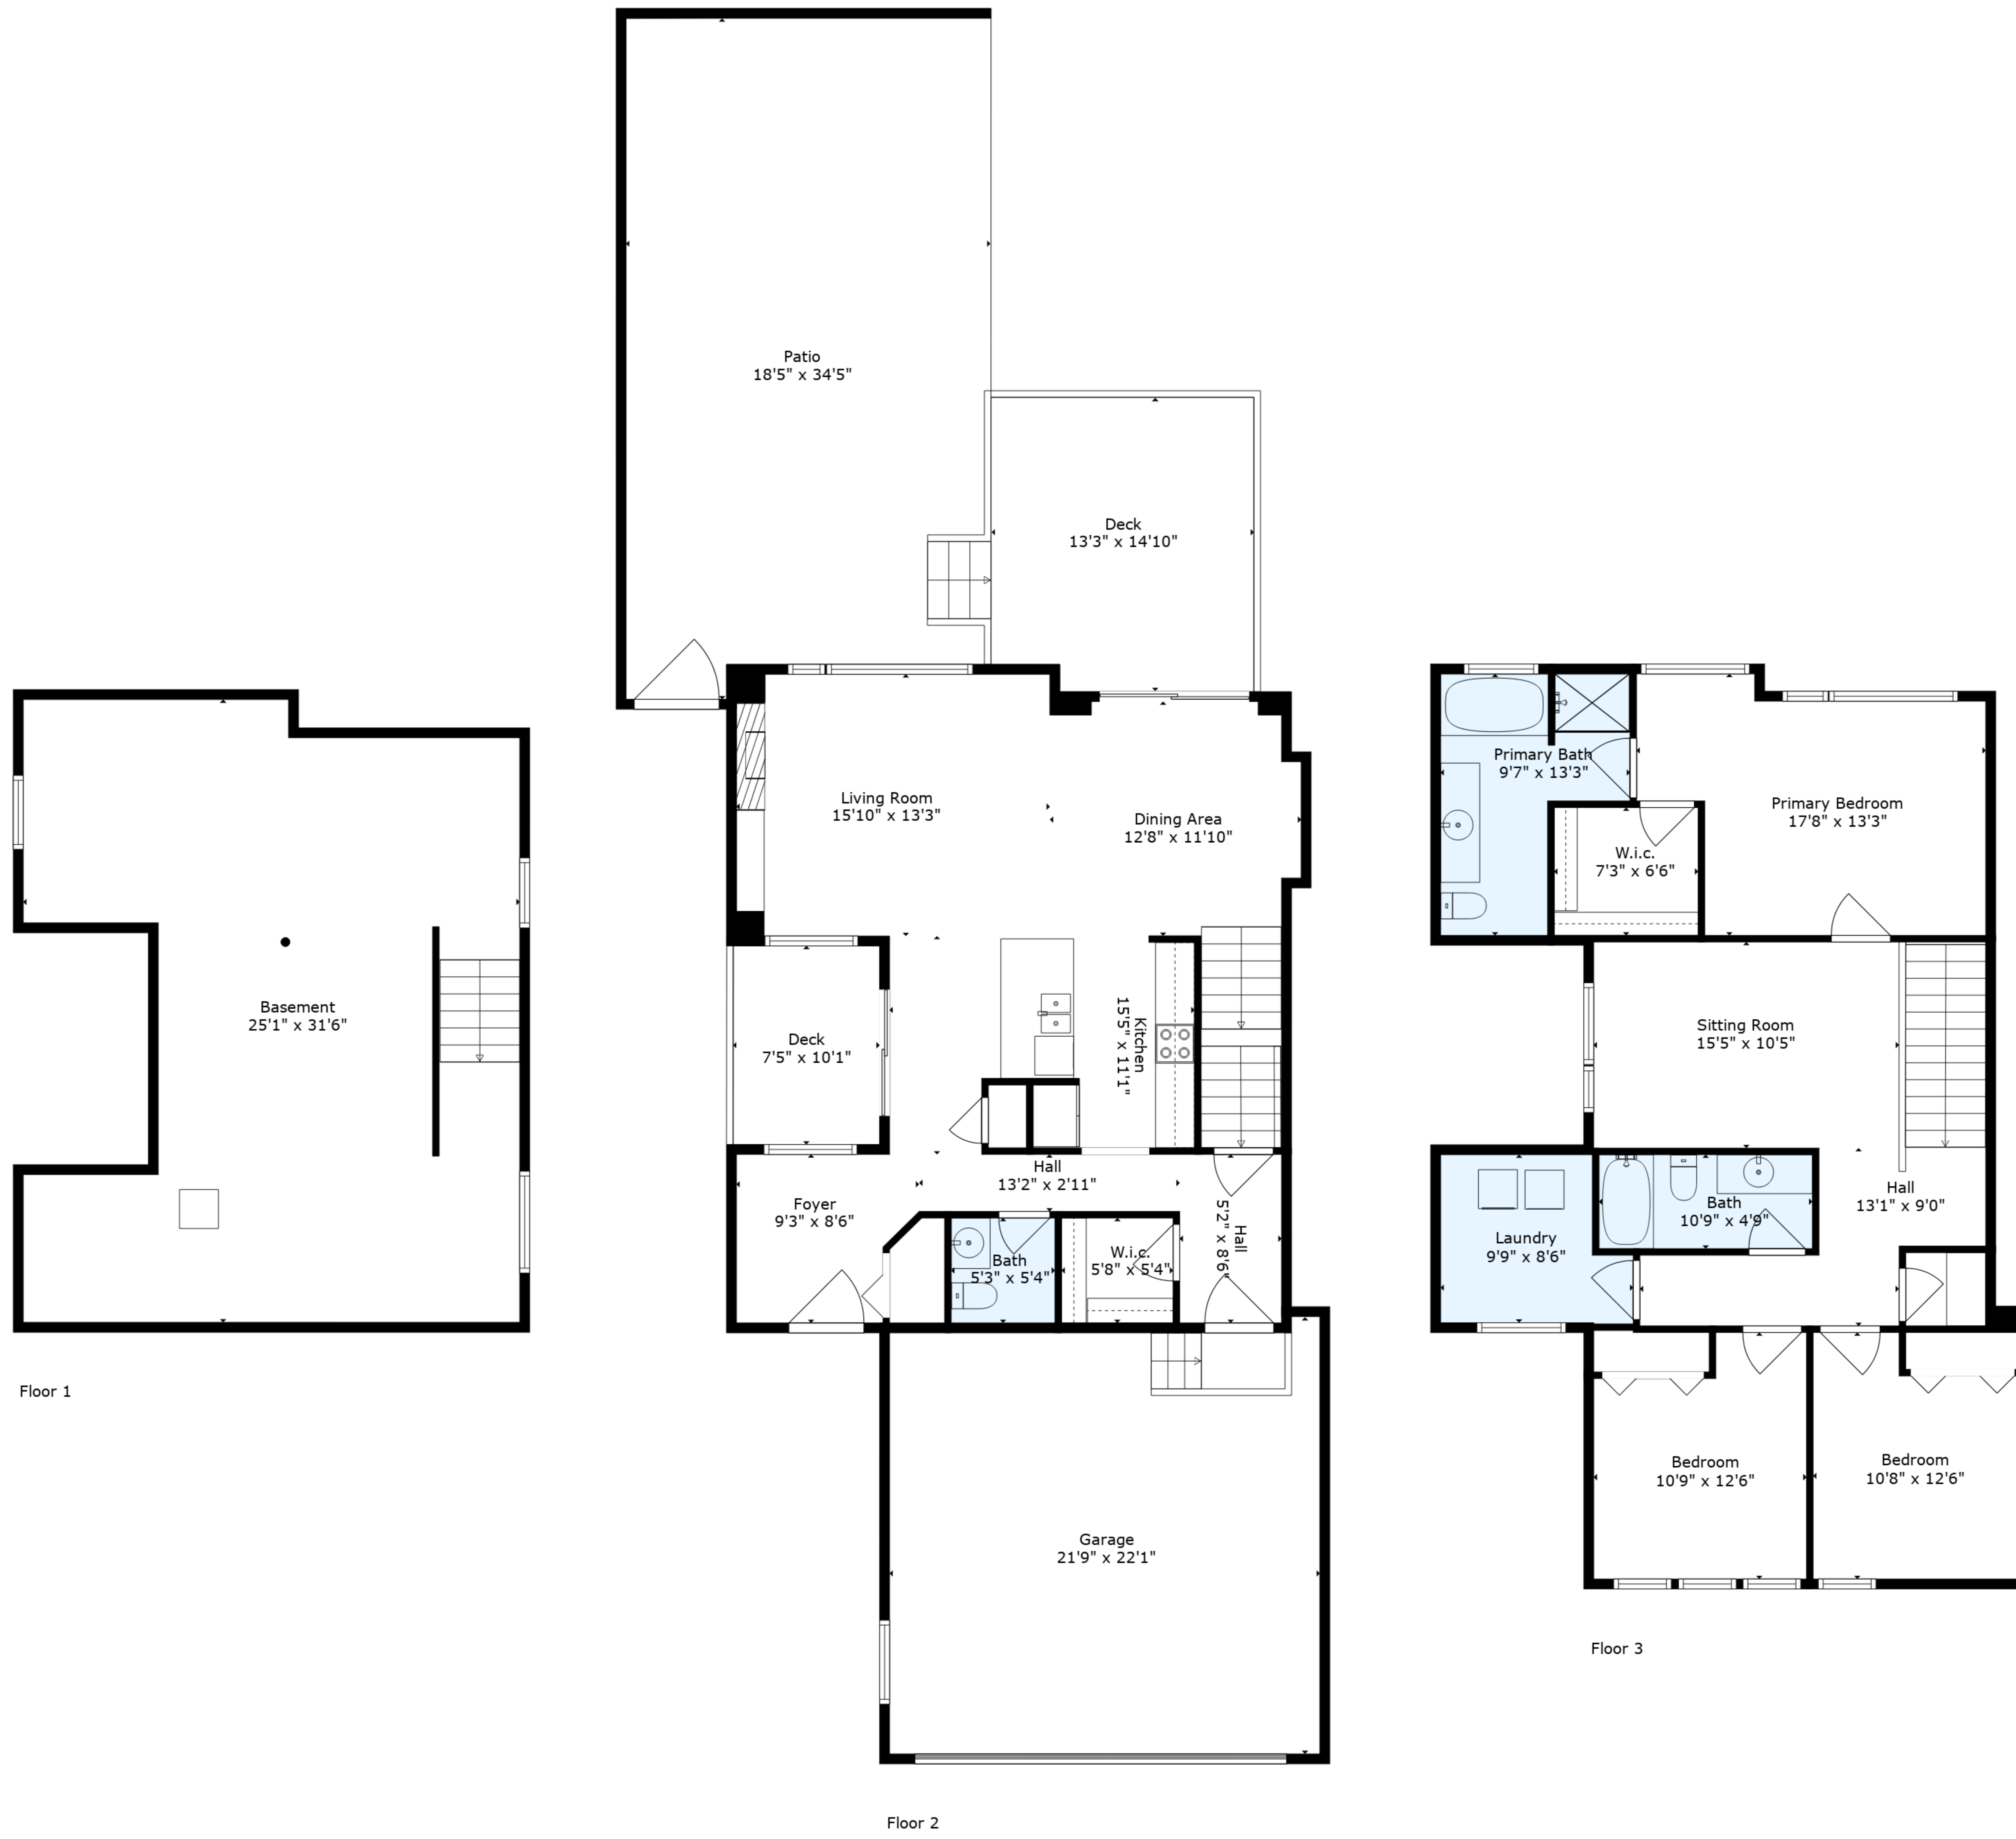 Patio
18'5" x 34'5"
Deck
13'3" x 14'10"
Living Room
15'10" x 13'3"
Dining Area
12'8" x 11'10"
Kitchen
15'5" x 11'1"
Deck
7'5" x 10'1"
Hall
13'2" x 2'11"
Foyer
9'3" x 8'6"
Bath
5'3" x 5'4"
W.i.c.
5'8" x 5'4"
Hall
5'2" x 8'6"
Garage
21'9" x 22'1"
Floor 2
Basement
25'1" x 31'6"
Floor 1
Primary Bath
9'7" x 13'3"
Primary Bedroom
17'8" x 13'3"
W.i.c.
7'3" x 6'6"
Sitting Room
15'5" x 10'5"
Hall
13'1" x 9'0"
Bath
10'9" x 4'9"
Laundry
9'9" x 8'6"
Bedroom
10'9" x 12'6"
Bedroom
10'8" x 12'6"
Floor 3